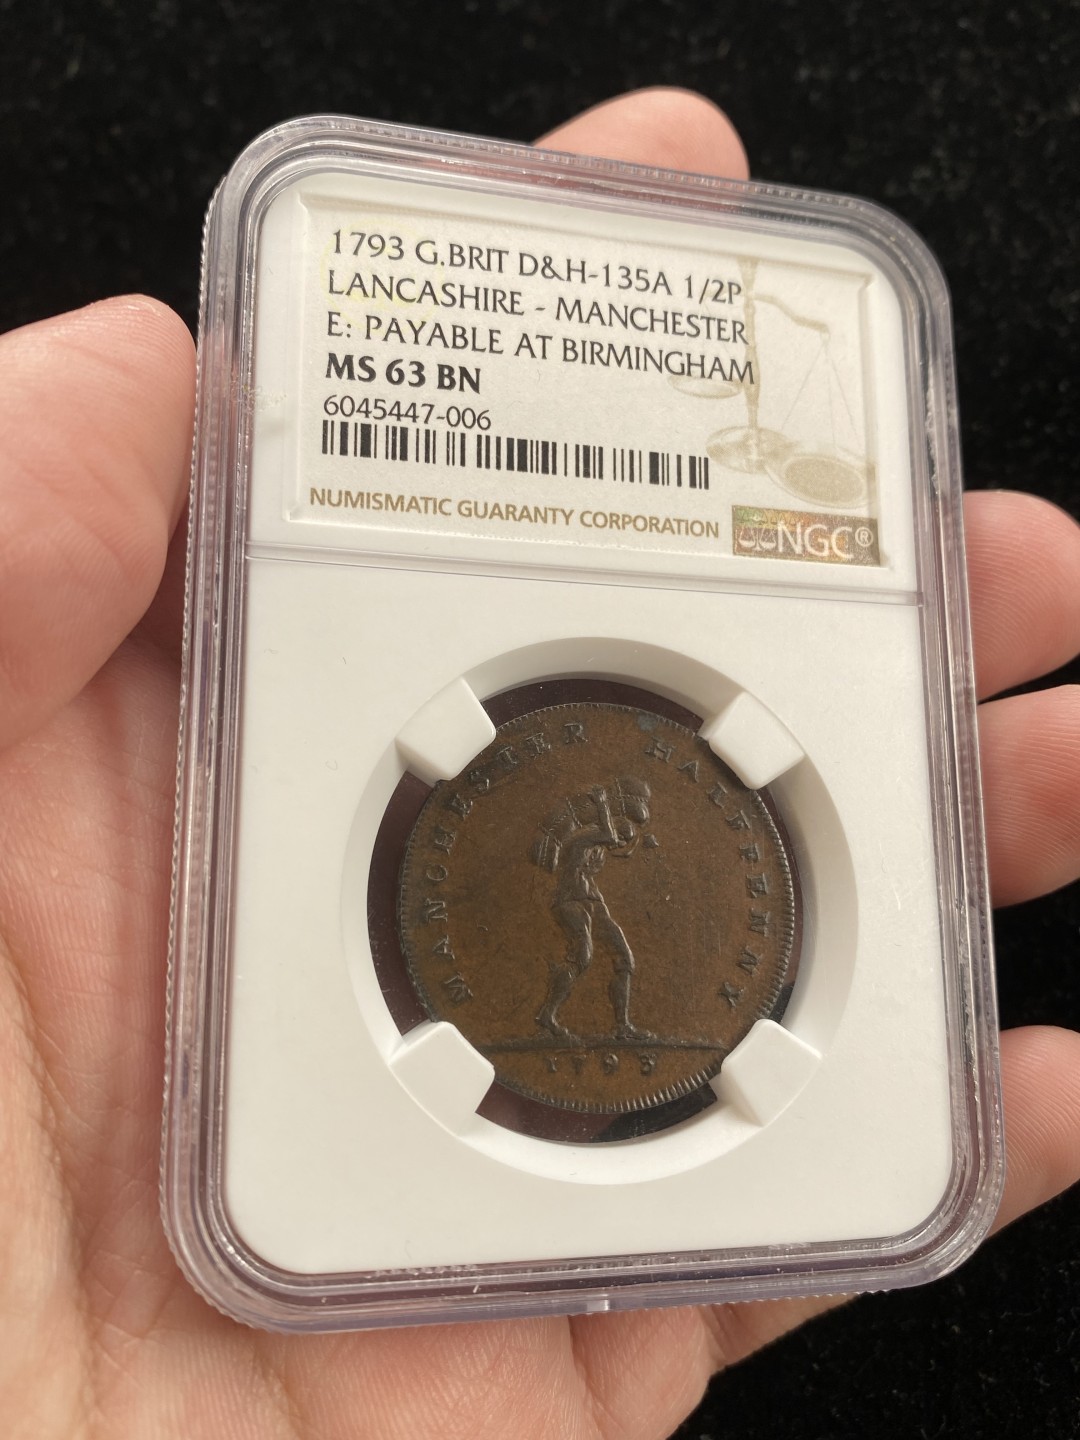 1793 G.BRIT D&H-135A 1/2P
LANCASHIRE - MANCHESTER
E: PAYABLE AT BIRMINGHAM
MS 63 BN
6045447-006
NUMISMATIC GUARANTY CORPORATION
NGC®
MANCHESTER HALFPENNY
1793